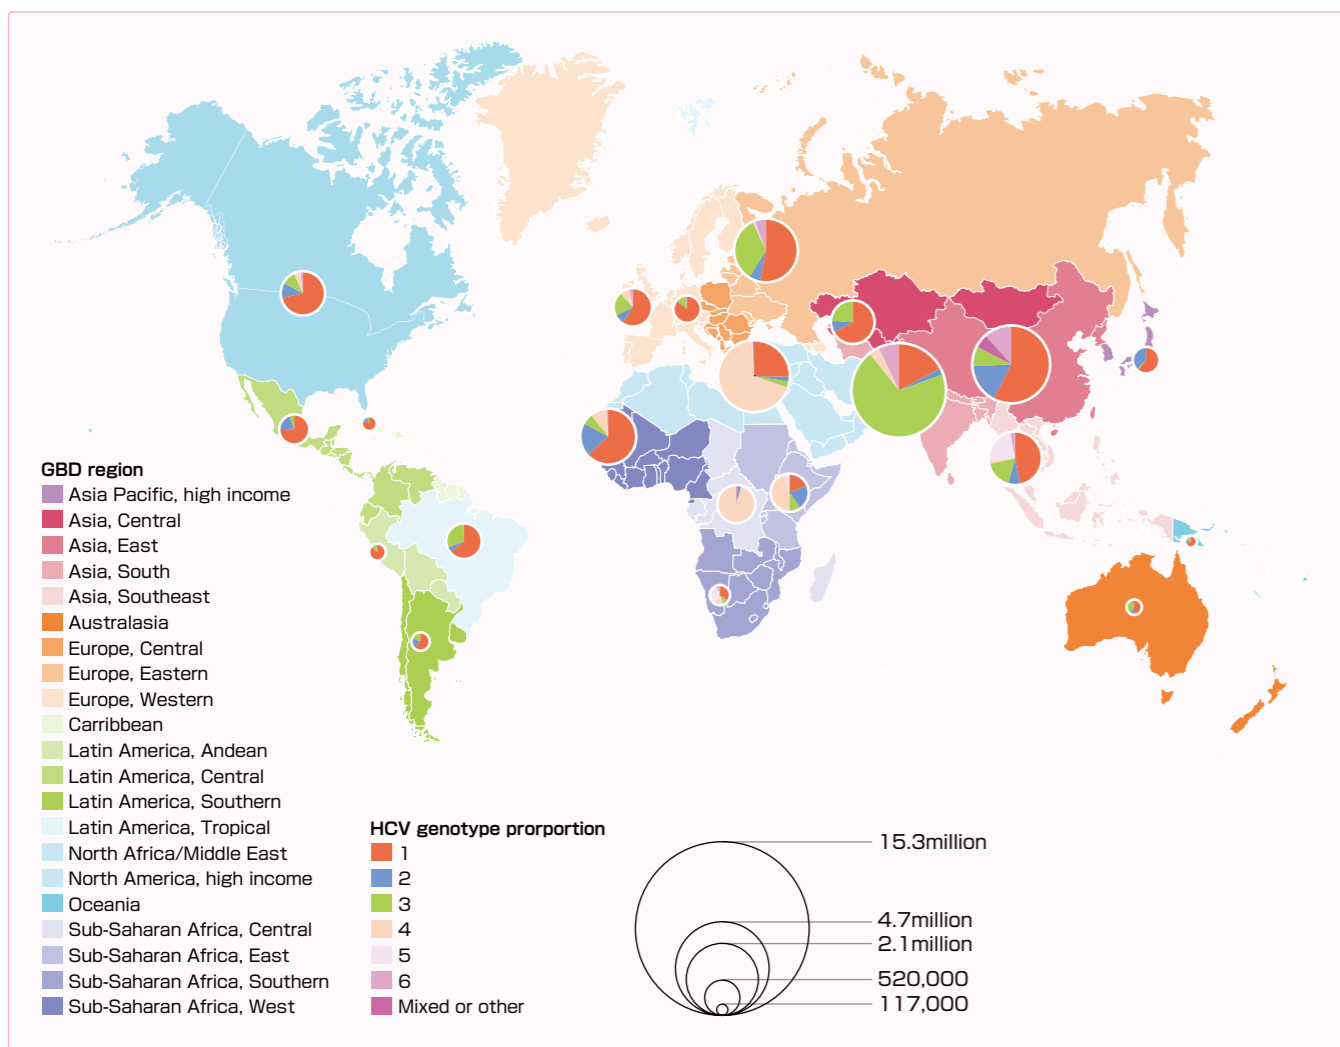 GBD region
Asia Pacific, high income
Asia, Central
Asia, East
Asia, South
Asia, Southeast
Australasia
Europe, Central
Europe, Eastern
Europe, Western
Carribbean
Latin America, Andean
Latin America, Central
Latin America, Southern
Latin America, Tropical
North Africa/Middle East
North America, high income
Oceania
Sub-Saharan Africa, Central
Sub-Saharan Africa, East
Sub-Saharan Africa, Southern
Sub-Saharan Africa, West
HCV genotype prorportion
1
2
3
4
5
6
Mixed or other
15.3million
4.7million
2.1million
520,000
117,000